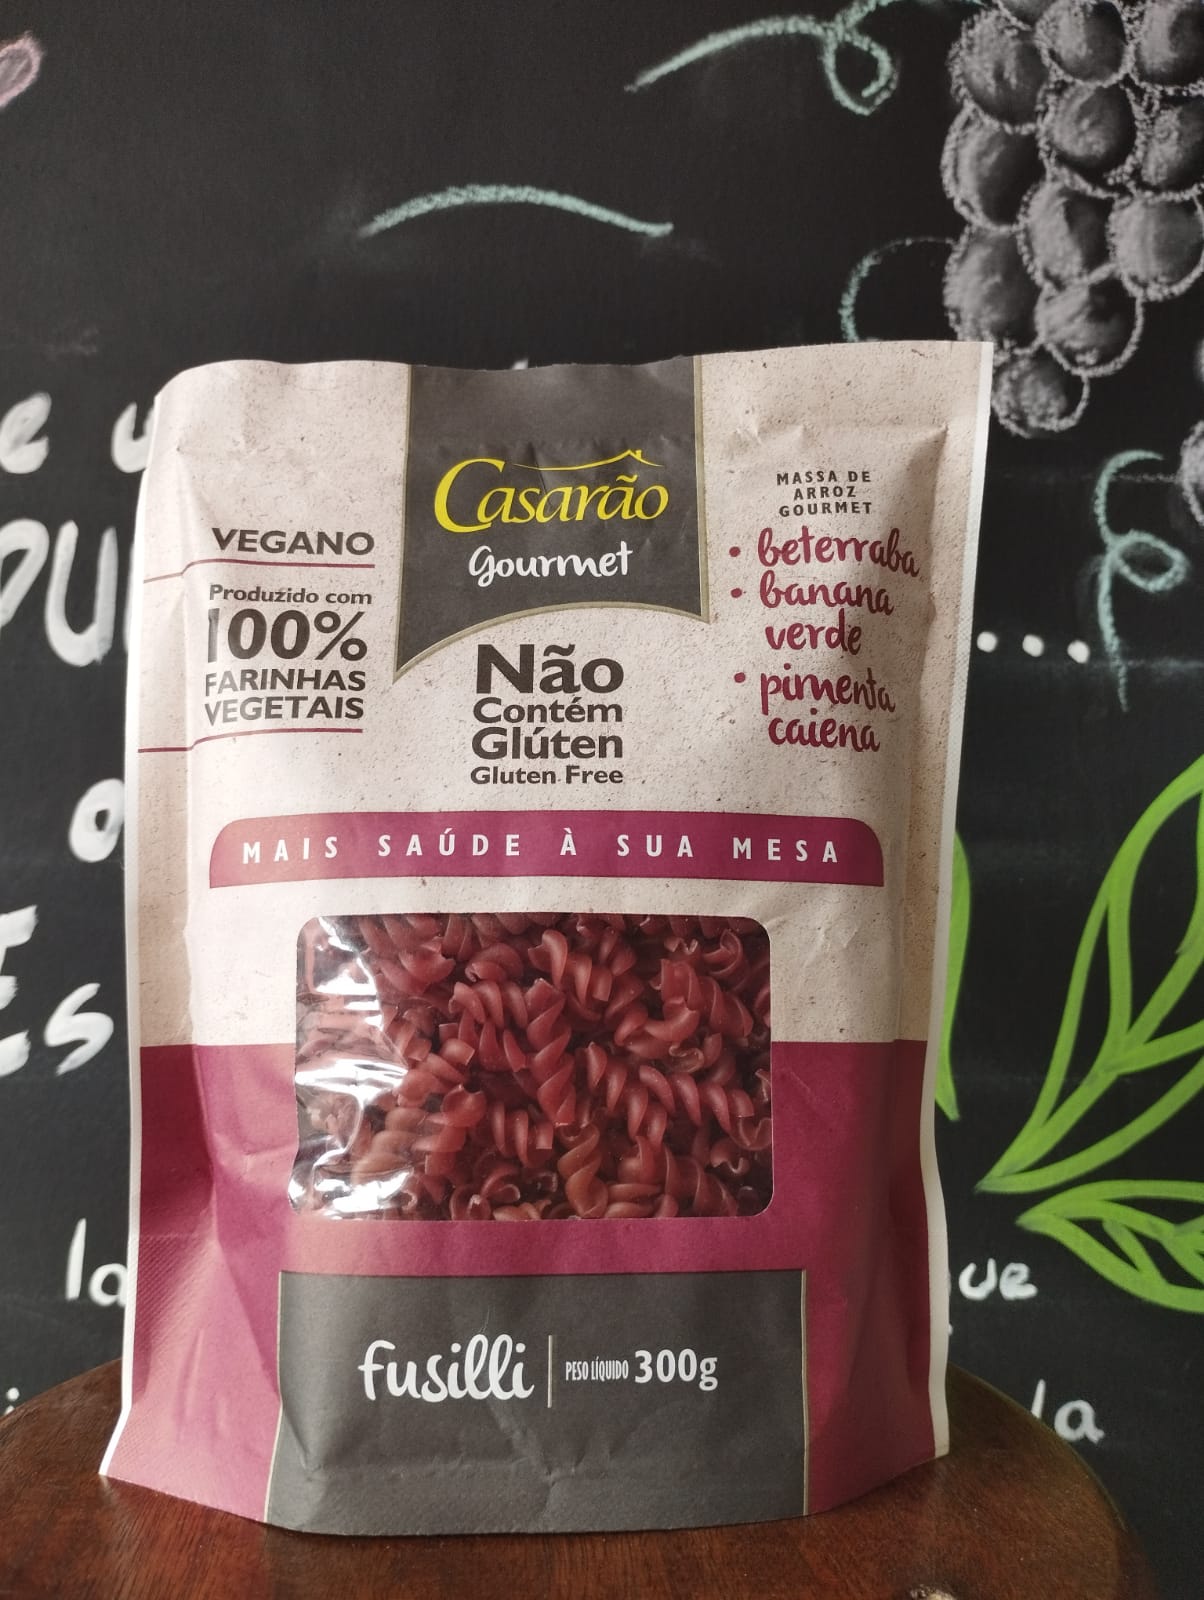 Casarão
gourmet
VEGANO
Produzido com
100%
FARINHAS
VEGETAIS
Não
Contém
Glúten
Gluten Free
MASSA DE
ARROZ
GOURMET
• beterraba
• banana
verde
• pimenta
caiena
MAIS SAÚDE À SUA MESA
fusilli
PESO LÍQUIDO 300g